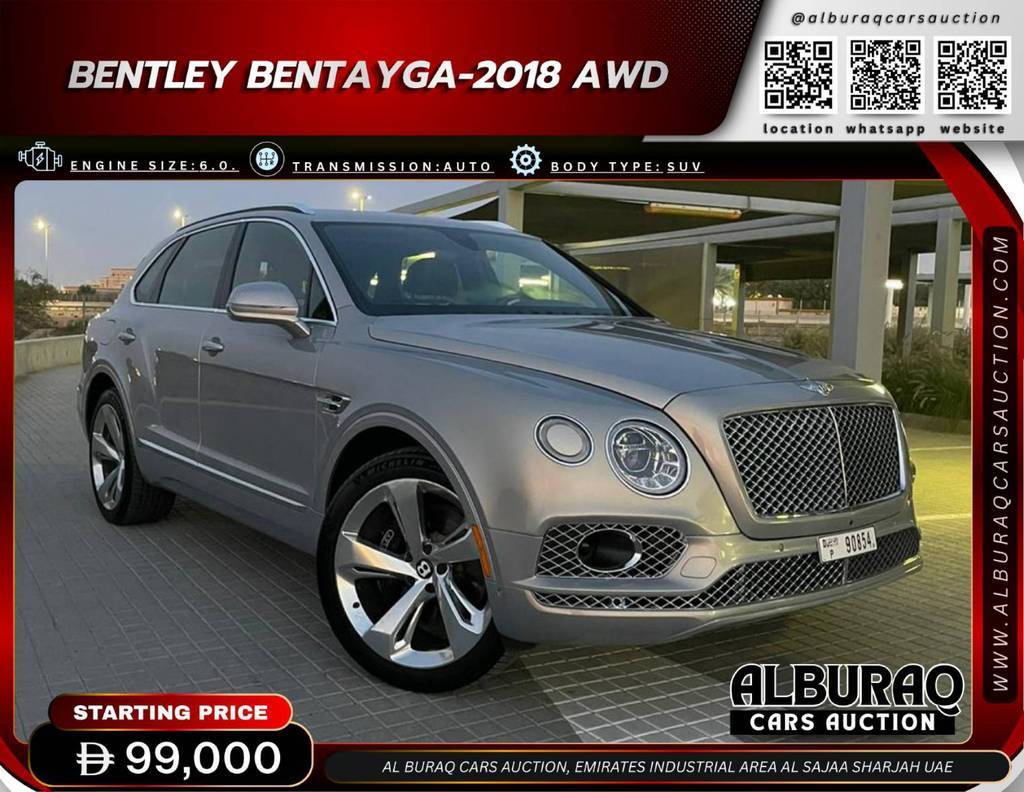 @alburaqcarsauction
BENTLEY BENTAYGA-2018 AWD
location whatsapp website
ENGINE SIZE:6.0.
TRANSMISSION:AUTO
BODY TYPE: SUV
WWW.ALBURAQCARSAUCTION.COM
MICHELIN
B
P 90854
ALBURAQ
CARS AUCTION
STARTING PRICE
99,000
AL BURAQ CARS AUCTION, EMIRATES INDUSTRIAL AREA AL SAJAA SHARJAH UAE